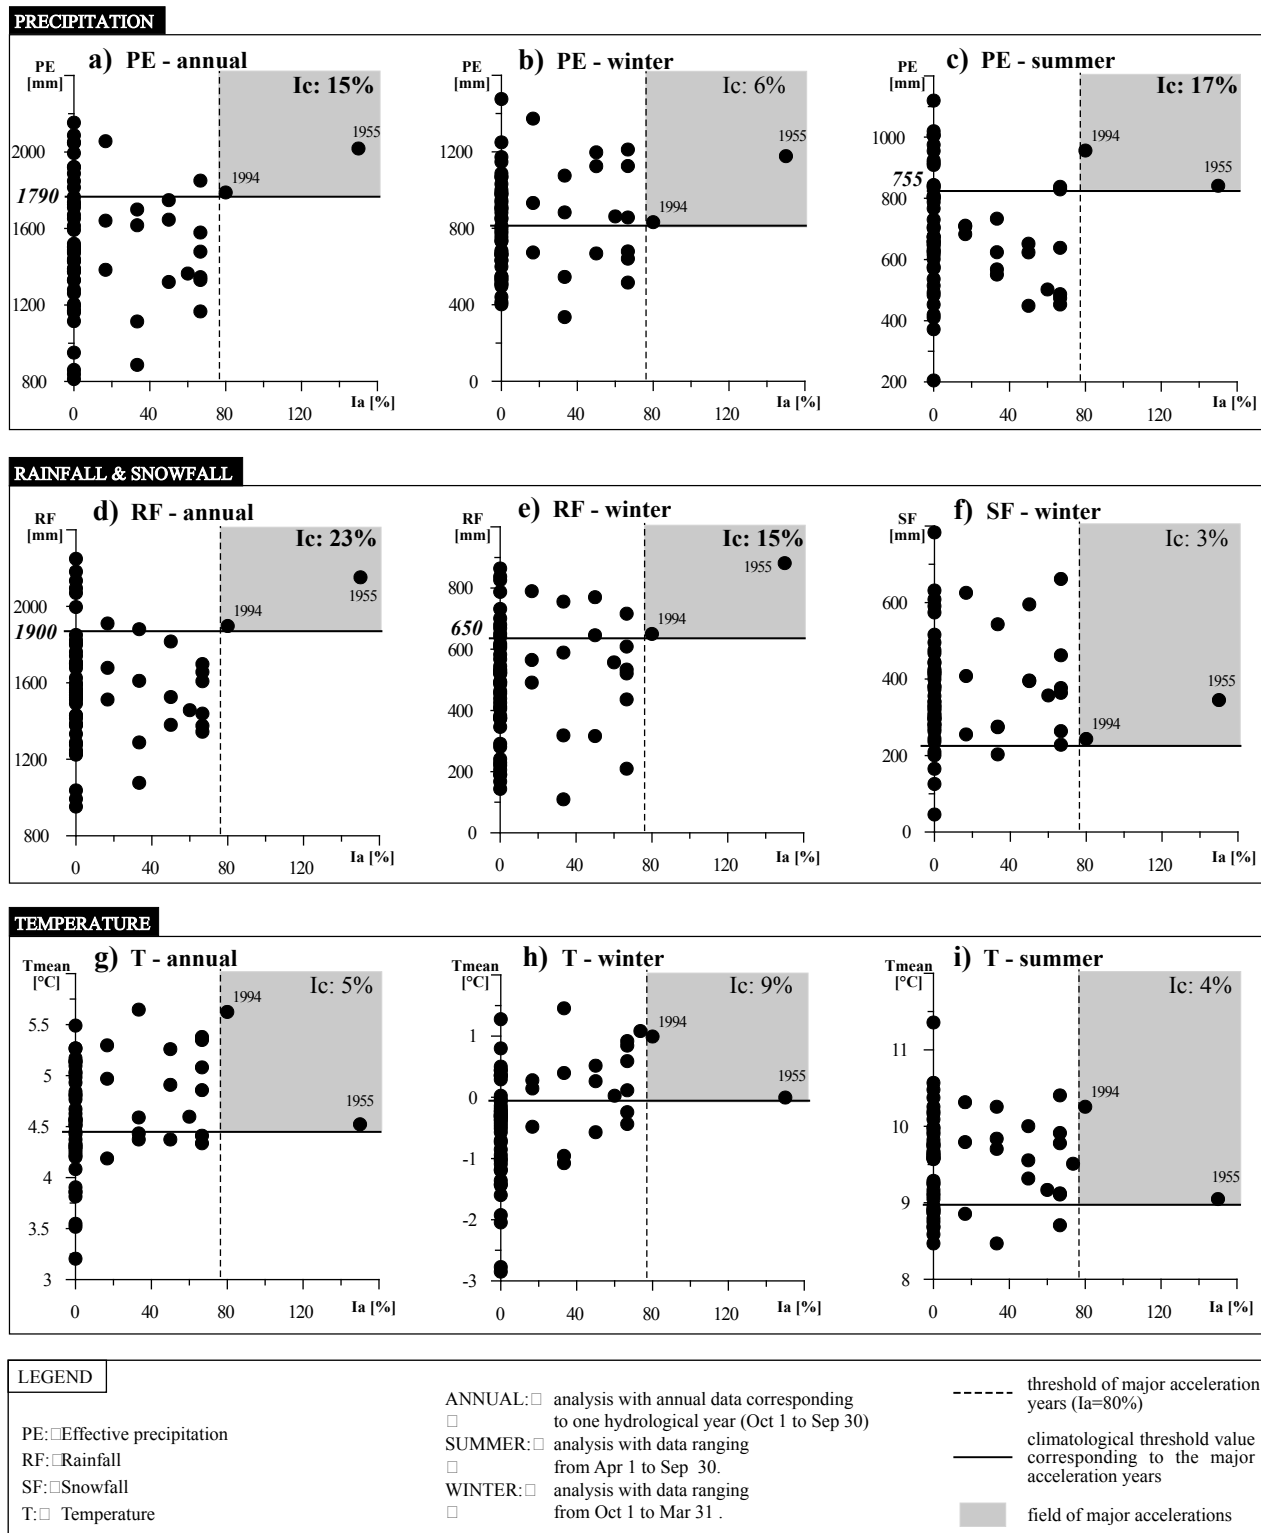 PRECIPITATION
a) PE - annual
PE
[mm]
Ic: 15%
1955
1994
2000
1790
1600
1200
800
0 40 80 120 Ia [%]
b) PE - winter
PE
[mm]
Ic: 6%
1955
1994
1200
800
400
0
0 40 80 120 Ia [%]
c) PE - summer
PE
[mm]
Ic: 17%
1994
1955
1000
755
800
600
400
200
0 40 80 120 Ia [%]
RAINFALL & SNOWFALL
d) RF - annual
RF
[mm]
Ic: 23%
1955
1994
2000
1900
1600
1200
800
0 40 80 120 Ia [%]
e) RF - winter
RF
[mm]
Ic: 15%
1955
1994
800
650
600
400
200
0
0 40 80 120 Ia [%]
f) SF - winter
SF
[mm]
Ic: 3%
1955
1994
600
400
200
0
0 40 80 120 Ia [%]
TEMPERATURE
g) T - annual
Tmean
[°C]
Ic: 5%
1994
1955
5.5
5
4.5
4
3.5
3
0 40 80 120 Ia [%]
h) T - winter
Tmean
[°C]
Ic: 9%
1994
1955
1
0
-1
-2
-3
0 40 80 120 Ia [%]
i) T - summer
Tmean
[°C]
Ic: 4%
1994
1955
11
10
9
8
0 40 80 120 Ia [%]
LEGEND
PE:□Effective precipitation
RF:□Rainfall
SF:□Snowfall
T:□ Temperature
ANNUAL:□ analysis with annual data corresponding
□ to one hydrological year (Oct 1 to Sep 30)
SUMMER:□ analysis with data ranging
□ from Apr 1 to Sep 30.
WINTER:□ analysis with data ranging
□ from Oct 1 to Mar 31 .
threshold of major acceleration
years (Ia=80%)
climatological threshold value
corresponding to the major
acceleration years
field of major accelerations